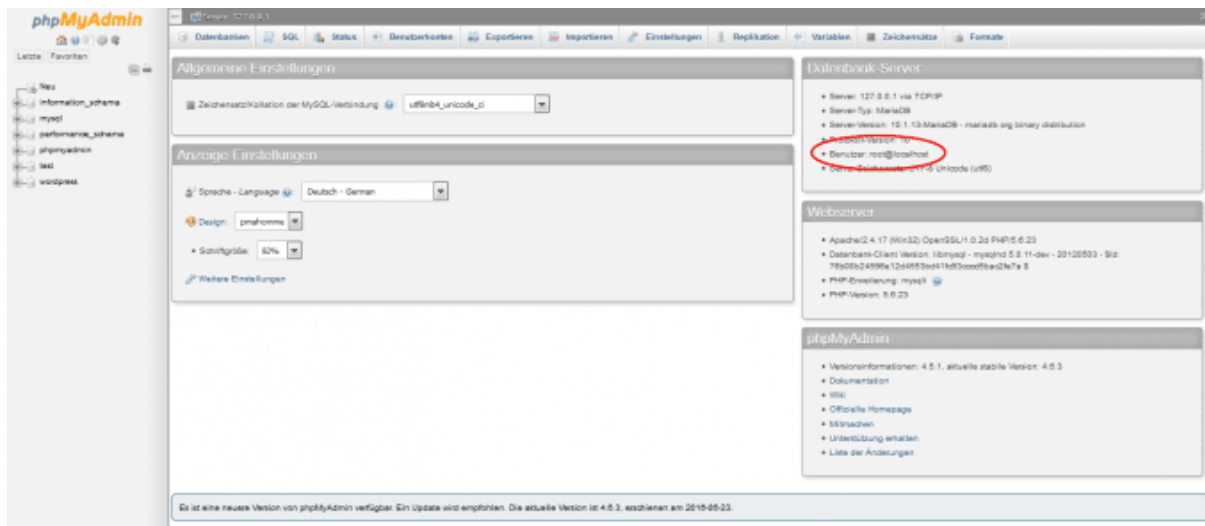 phpMyAdmin
Letzte Favoriten
Neu
information_schema
mysql
performance_schema
phpmyadmin
test
wordpress
Server: 127.0.0.1
Datenbanken SQL Status Benutzerkonten Exportieren Importieren Einstellungen Replikation Variablen Zeichensätze Formate
Allgemeine Einstellungen
Zeichensatz/Kollation der MySQL-Verbindung utf8mb4_unicode_ci
Anzeige-Einstellungen
Sprache - Language Deutsch - German
Design: pmahomme
Schriftgröße: 82%
Weitere Einstellungen
Datenbank-Server
Server: 127.0.0.1 via TCP/IP
Server-Typ: MariaDB
Server-Version: 10.1.13-MariaDB - mariadb.org binary distribution
Protokoll-Version: 10
Benutzer: root@localhost
Server-Zeichensatz: UTF-8 Unicode (utf8)
Webserver
Apache/2.4.17 (Win32) OpenSSL/1.0.2d PHP/5.6.23
Datenbank-Client Version: libmysql - mysqlnd 5.0.11-dev - 20120503 - $Id:
PHP-Erweiterung: mysqli
PHP-Version: 5.6.23
phpMyAdmin
Versionsinformationen: 4.5.1, aktuelle stabile Version: 4.6.3
Dokumentation
Wiki
Offizielle Homepage
Mitmachen
Unterstützung erhalten
Liste der Änderungen
Es ist eine neuere Version von phpMyAdmin verfügbar. Ein Update wird empfohlen. Die aktuelle Version ist 4.6.3, erschienen am